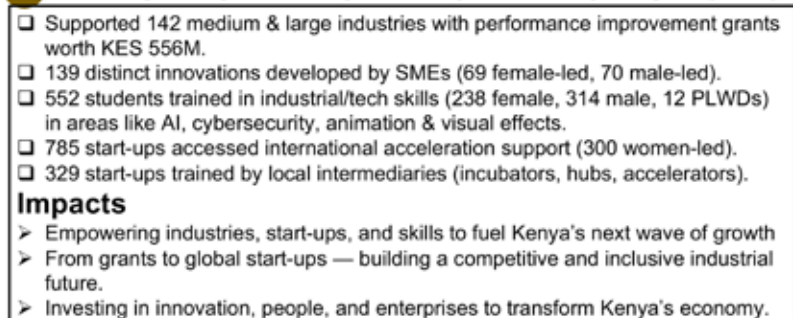 ❑ Supported 142 medium & large industries with performance improvement grants
worth KES 556M.
❑ 139 distinct innovations developed by SMEs (69 female-led, 70 male-led).
❑ 552 students trained in industrial/tech skills (238 female, 314 male, 12 PLWDs)
in areas like AI, cybersecurity, animation & visual effects.
❑ 785 start-ups accessed international acceleration support (300 women-led).
❑ 329 start-ups trained by local intermediaries (incubators, hubs, accelerators).
Impacts
➢ Empowering industries, start-ups, and skills to fuel Kenya's next wave of growth
➢ From grants to global start-ups — building a competitive and inclusive industrial
future.
➢ Investing in innovation, people, and enterprises to transform Kenya's economy.